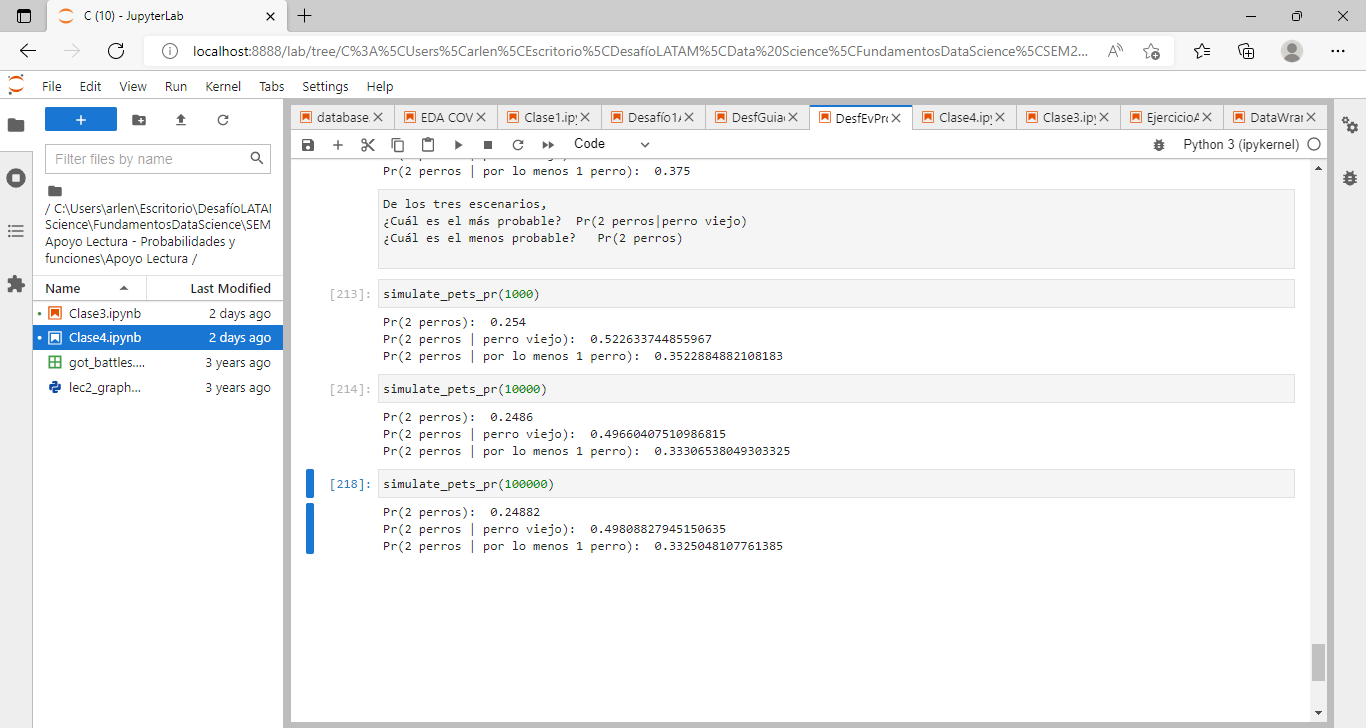 C (10) - JupyterLab
localhost:8888/lab/tree/C%3A%5CUsers%5Carlen%5CEscritorio%5CDesafíoLATAM%5CData%20Science%5CFundamentosDataScience%5CSEM2...
File Edit View Run Kernel Tabs Settings Help
Filter files by name
/ C:\Users\arlen\Escritorio\DesafíoLATAM
Science\FundamentosDataScience\SEM
Apoyo Lectura - Probabilidades y
funciones\Apoyo Lectura /
Name Last Modified
Clase3.ipynb 2 days ago
Clase4.ipynb 2 days ago
got_battles.... 3 years ago
lec2_graph... 3 years ago
database EDA COV Clase1.ipy Desafío1 DesfGuia DesfEvPr Clase4.ipy Clase3.ipy Ejercicio DataWra
Code Python 3 (ipykernel)
Pr(2 perros | por lo menos 1 perro):  0.375
De los tres escenarios,
¿Cuál es el más probable?  Pr(2 perros|perro viejo)
¿Cuál es el menos probable?   Pr(2 perros)
[213]: simulate_pets_pr(1000)
Pr(2 perros):  0.254
Pr(2 perros | perro viejo):  0.522633744855967
Pr(2 perros | por lo menos 1 perro):  0.3522884882108183
[214]: simulate_pets_pr(10000)
Pr(2 perros):  0.2486
Pr(2 perros | perro viejo):  0.49660407510986815
Pr(2 perros | por lo menos 1 perro):  0.33306538049303325
[218]: simulate_pets_pr(100000)
Pr(2 perros):  0.24882
Pr(2 perros | perro viejo):  0.49808827945150635
Pr(2 perros | por lo menos 1 perro):  0.3325048107761385